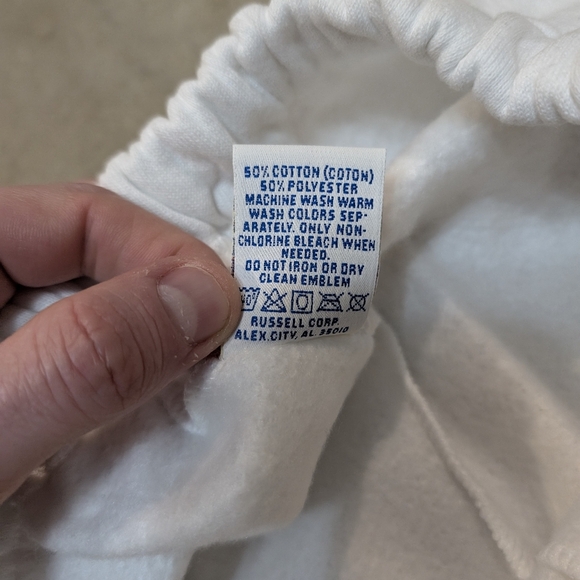 50% COTTON (COTON)
50% POLYESTER
MACHINE WASH WARM
WASH COLORS SEP-
ARATELY. ONLY NON-
CHLORINE BLEACH WHEN
NEEDED.
DO NOT IRON OR DRY
CLEAN EMBLEM
40°
RUSSELL CORP.
ALEX.CITY, AL. 35010